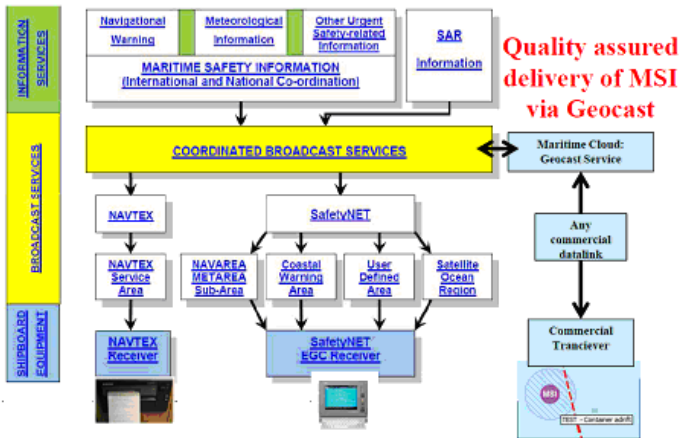 INFORMATION
SERVICES
Navigational
Warning
Meteorological
Information
Other Urgent
Safety-related
Information
SAR
Information
MARITIME SAFETY INFORMATION
(International and National Co-ordination)
Quality assured
delivery of MSI
via Geocast
BROADCAST SERVICES
COORDINATED BROADCAST SERVICES
Maritime Cloud:
Geocast Service
NAVTEX
SafetyNET
Any
commercial
datalink
NAVTEX
Service
Area
NAVAREA
METAREA
Sub-Area
Coastal
Warning
Area
User
Defined
Area
Satellite
Ocean
Region
SHIPBOARD
EQUIPMENT
NAVTEX
Receiver
SafetyNET
EGC Receiver
Commercial
Tranciever
MSI
TEST - Container adrift